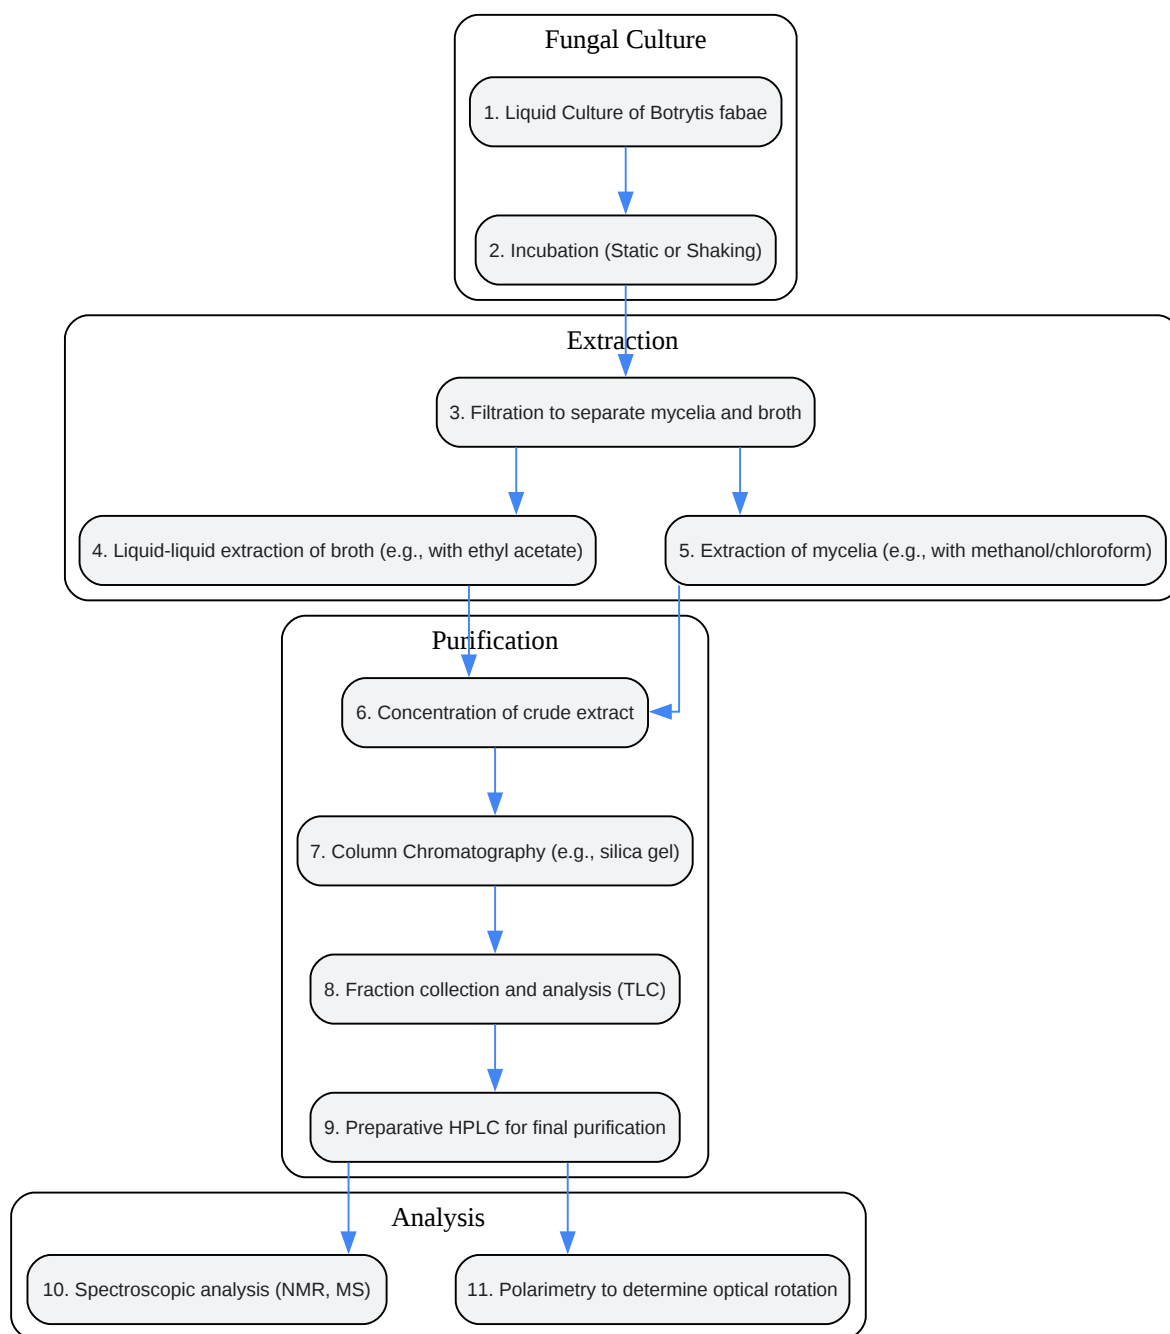 Fungal Culture
1. Liquid Culture of Botrytis fabae
2. Incubation (Static or Shaking)
Extraction
3. Filtration to separate mycelia and broth
4. Liquid-liquid extraction of broth (e.g., with ethyl acetate)
5. Extraction of mycelia (e.g., with methanol/chloroform)
Purification
6. Concentration of crude extract
7. Column Chromatography (e.g., silica gel)
8. Fraction collection and analysis (TLC)
9. Preparative HPLC for final purification
Analysis
10. Spectroscopic analysis (NMR, MS)
11. Polarimetry to determine optical rotation